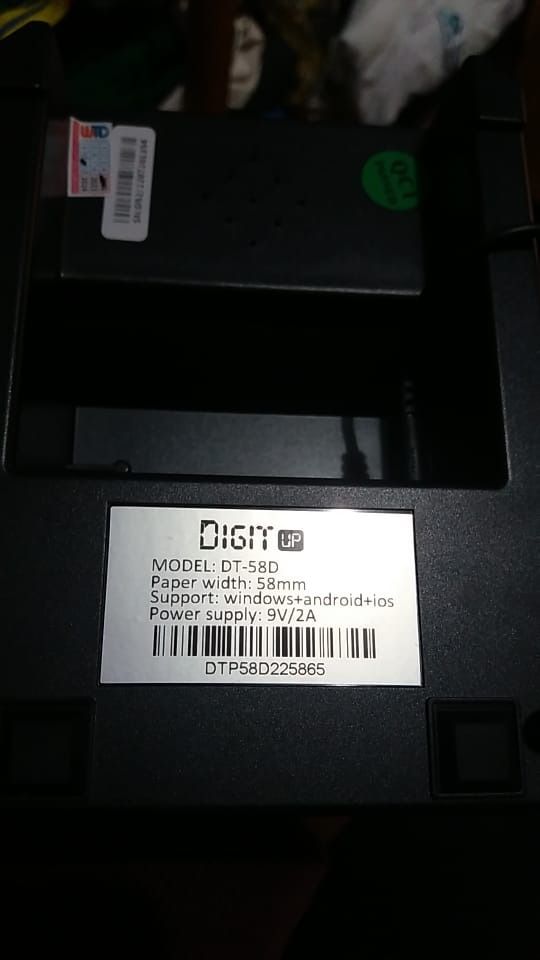 DIGIT UP
MODEL: DT-58D
Paper width: 58mm
Support: windows+android+ios
Power supply: 9V/2A
DTP58D225865